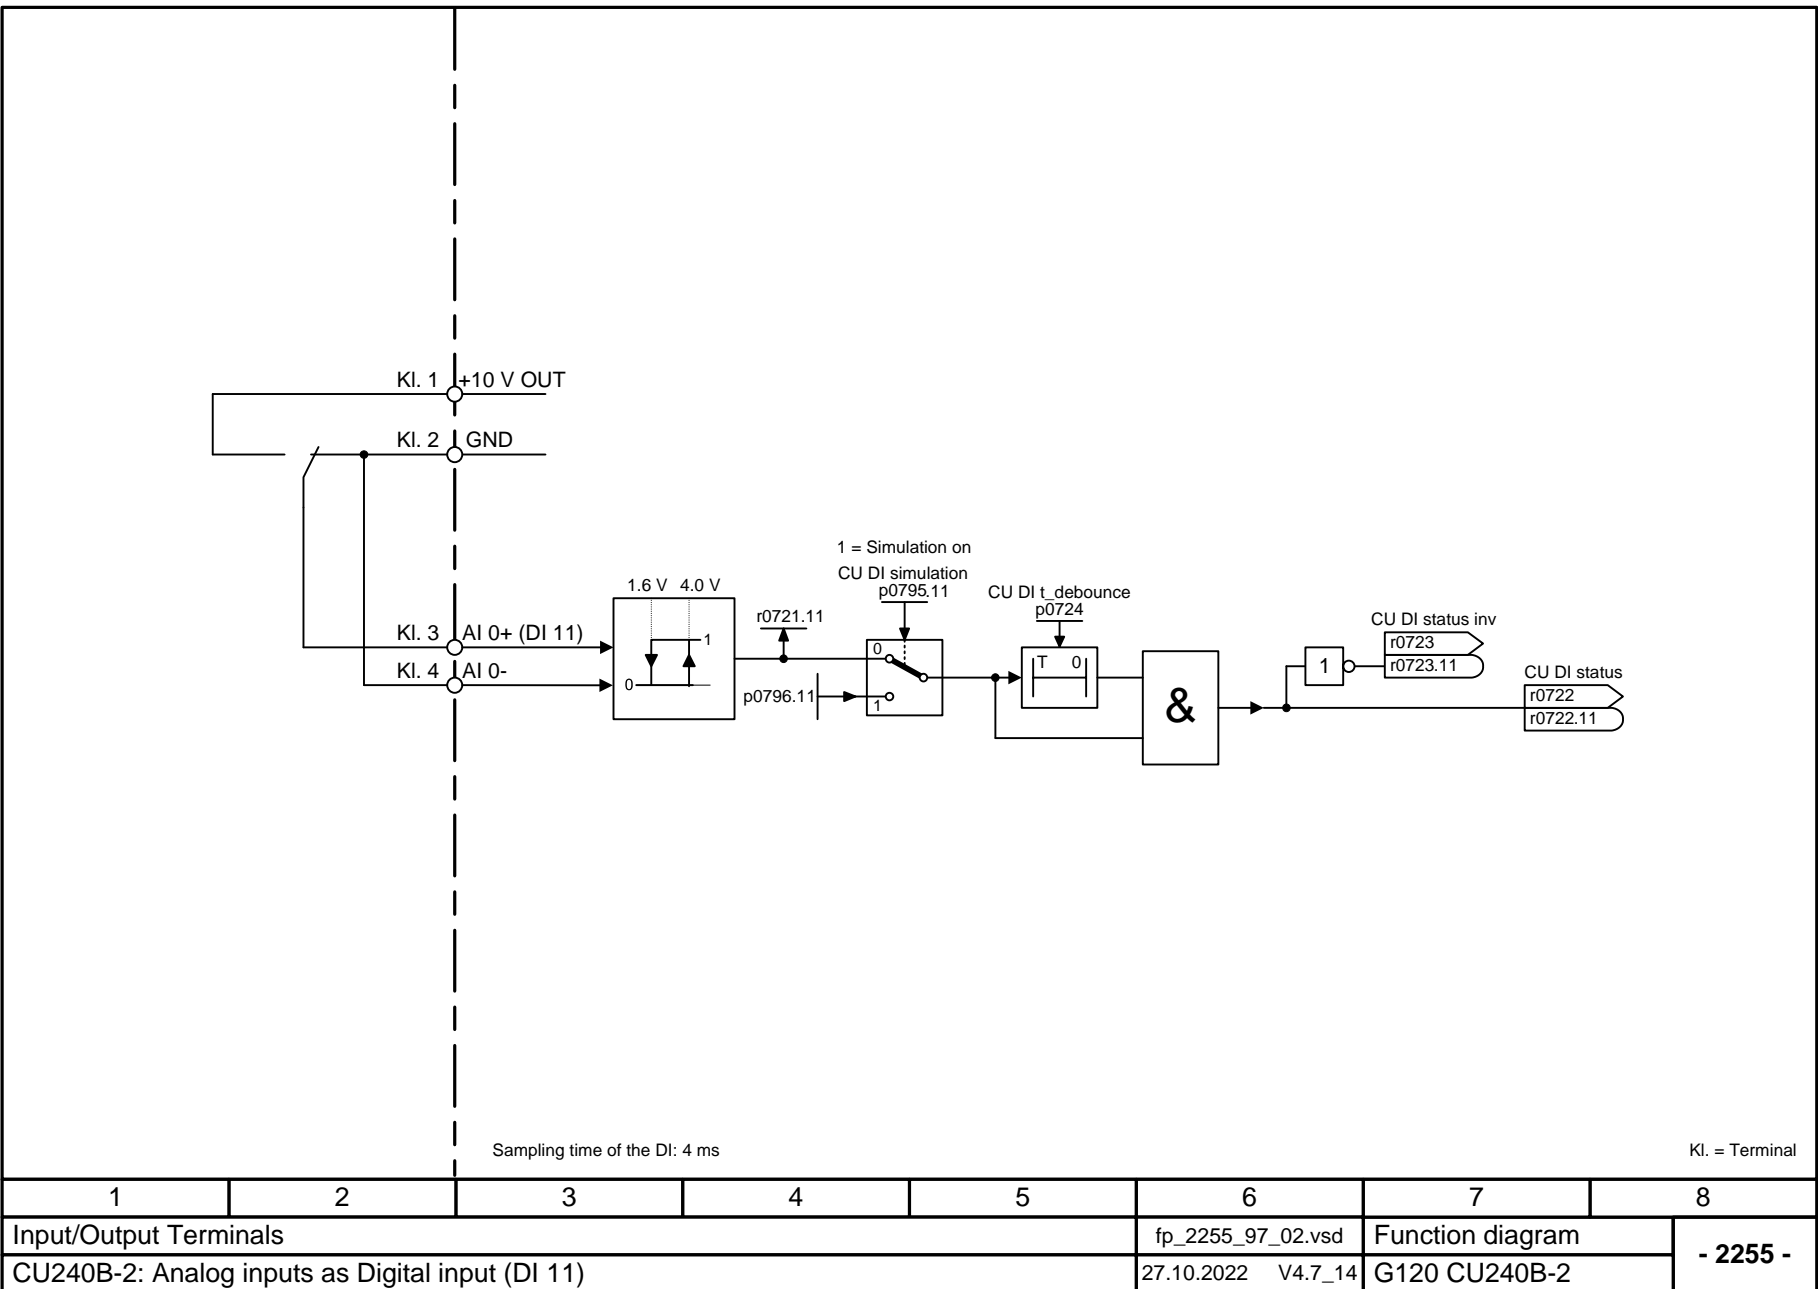 Kl. 1 +10 V OUT
Kl. 2 GND
1 = Simulation on
CU DI simulation
p0795.11
1.6 V 4.0 V
CU DI t_debounce
p0724
r0721.11
CU DI status inv
r0723
r0723.11
Kl. 3 AI 0+ (DI 11)
Kl. 4 AI 0-
1
0
0
1
p0796.11
T 0
&
1
CU DI status
r0722
r0722.11
Sampling time of the DI: 4 ms
Kl. = Terminal
1 2 3 4 5 6 7 8
Input/Output Terminals fp_2255_97_02.vsd Function diagram
- 2255 -
CU240B-2: Analog inputs as Digital input (DI 11) 27.10.2022 V4.7_14 G120 CU240B-2